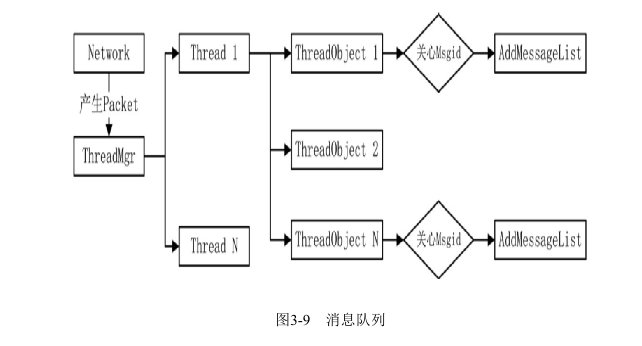 Network
Thread 1
ThreadObject 1
关心Msgid
AddMessageList
产生Packet
ThreadMgr
ThreadObject 2
Thread N
ThreadObject N
关心Msgid
AddMessageList
图3-9 消息队列